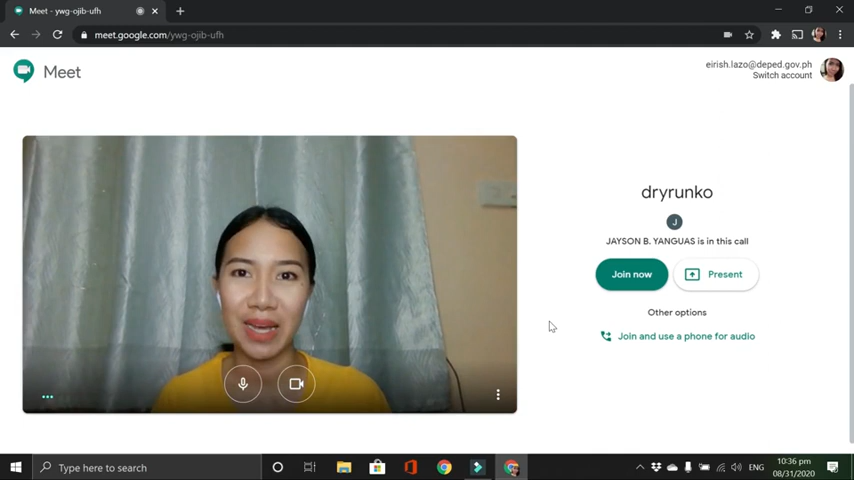 Meet - ywg-ojib-ufh
meet.google.com/ywg-ojib-ufh
Meet
eirish.lazo@deped.gov.ph
Switch account
dryrunko
J
JAYSON B. YANGUAS is in this call
Join now
Present
Other options
Join and use a phone for audio
Type here to search
ENG
10:36 pm
08/31/2020